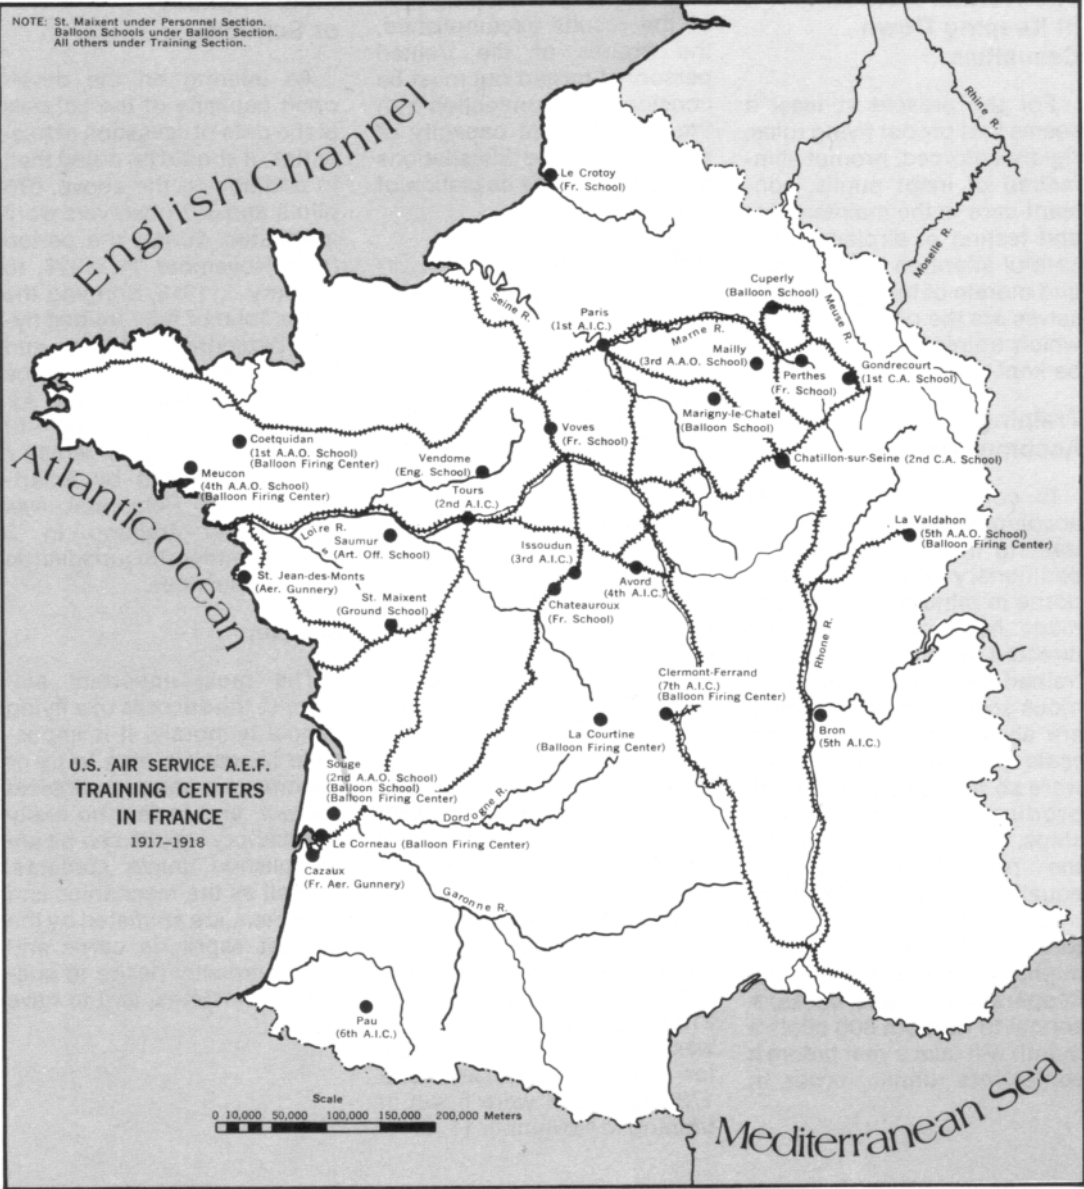 NOTE: St. Maixent under Personnel Section.
Balloon Schools under Balloon Section.
All others under Training Section.
English Channel
Rhine R.
Le Crotoy
(Fr. School)
Moselle R.
Seine R.
Cuperly
(Balloon School)
Meuse R.
Paris
(1st A.I.C.)
Marne R.
Mailly
(3rd A.A.O. School)
Perthes
(Fr. School)
Gondrecourt
(1st C.A. School)
Marigny-le-Chatel
(Balloon School)
Coetquidan
(1st A.A.O. School)
(Balloon Firing Center)
Voves
(Fr. School)
Vendome
(Eng. School)
Chatillon-sur-Seine (2nd C.A. School)
Meucon
(4th A.A.O. School)
(Balloon Firing Center)
Atlantic Ocean
Tours
(2nd A.I.C.)
Loire R.
s
Saumur
(Art. Off. School)
Issoudun
(3rd A.I.C.)
La Valdahon
(5th A.A.O. School)
(Balloon Firing Center)
St. Jean-des-Monts
(Aer. Gunnery)
Avord
(4th A.I.C.)
St. Maixent
(Ground School)
Chateauroux
(Fr. School)
Rhone R.
Clermont-Ferrand
(7th A.I.C.)
(Balloon Firing Center)
La Courtine
(Balloon Firing Center)
Bron
(5th A.I.C.)
U.S. AIR SERVICE A.E.F.
TRAINING CENTERS
IN FRANCE
1917–1918
Souge
(2nd A.A.O. School)
(Balloon School)
(Balloon Firing Center)
Dordogne R.
Le Corneau (Balloon Firing Center)
Cazaux
(Fr. Aer. Gunnery)
Garonne R.
Pau
(6th A.I.C.)
Scale
0 10,000 50,000 100,000 150,000 200,000 Meters
Mediterranean Sea